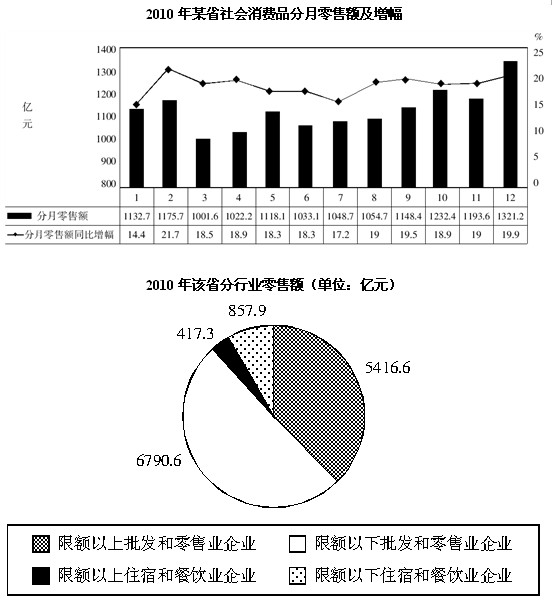 2010 年某省社会消费品分月零售额及增幅
%
1400 25
1300 20
亿元
1200
15
1100
10
1000
900 5
800 0
1 2 3 4 5 6 7 8 9 10 11 12
分月零售额 1132.7 1175.7 1001.6 1022.2 1118.1 1033.1 1048.7 1054.7 1148.4 1232.4 1193.6 1321.2
分月零售额同比增幅 14.4 21.7 18.5 18.9 18.3 18.3 17.2 19 19.5 18.9 19 19.9
2010 年该省分行业零售额（单位：亿元）
857.9
417.3
5416.6
6790.6
限额以上批发和零售业企业 限额以下批发和零售业企业
限额以上住宿和餐饮业企业 限额以下住宿和餐饮业企业